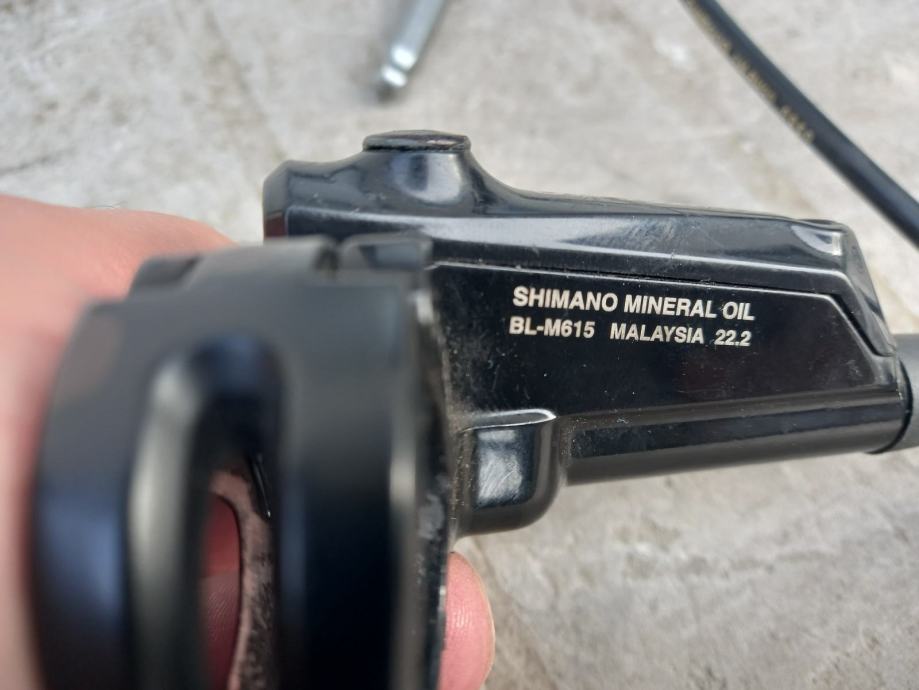 SHIMANO MINERAL OIL
BL-M615 MALAYSIA 22.2